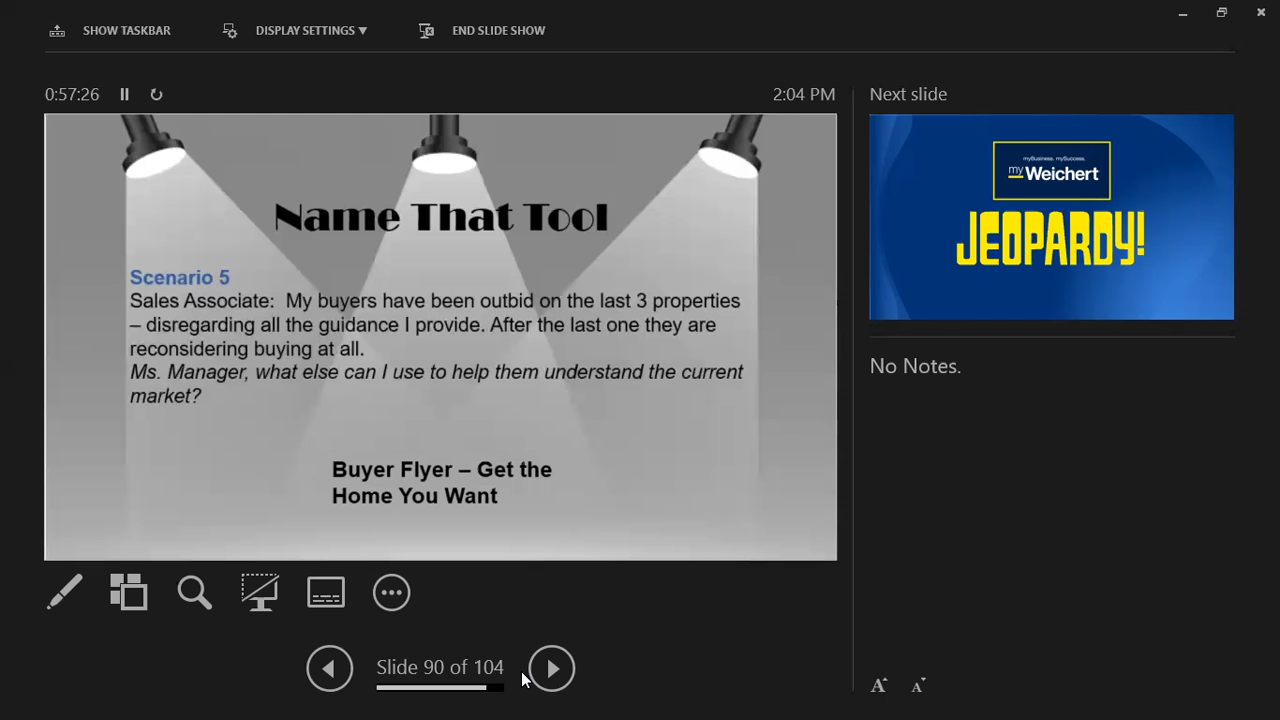 SHOW TASKBAR
DISPLAY SETTINGS ▼
END SLIDE SHOW
0:57:26
2:04 PM
Name That Tool
Scenario 5
Sales Associate: My buyers have been outbid on the last 3 properties
– disregarding all the guidance I provide. After the last one they are
reconsidering buying at all.
Ms. Manager, what else can I use to help them understand the current
market?
Buyer Flyer – Get the
Home You Want
Slide 90 of 104
Next slide
myBusiness. mySuccess.
myWeichert
JEOPARDY!
No Notes.
A A